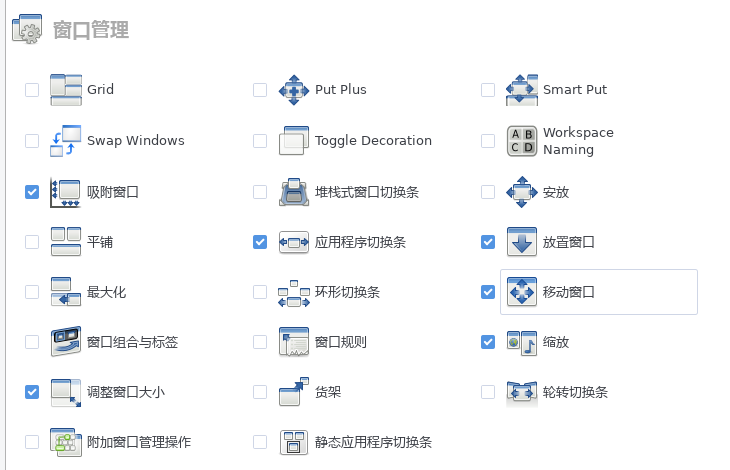 窗口管理
Grid
Put Plus
Smart Put
Swap Windows
Toggle Decoration
Workspace
Naming
吸附窗口
堆栈式窗口切换条
安放
平铺
应用程序切换条
放置窗口
最大化
环形切换条
移动窗口
窗口组合与标签
窗口规则
缩放
调整窗口大小
货架
轮转切换条
附加窗口管理操作
静态应用程序切换条